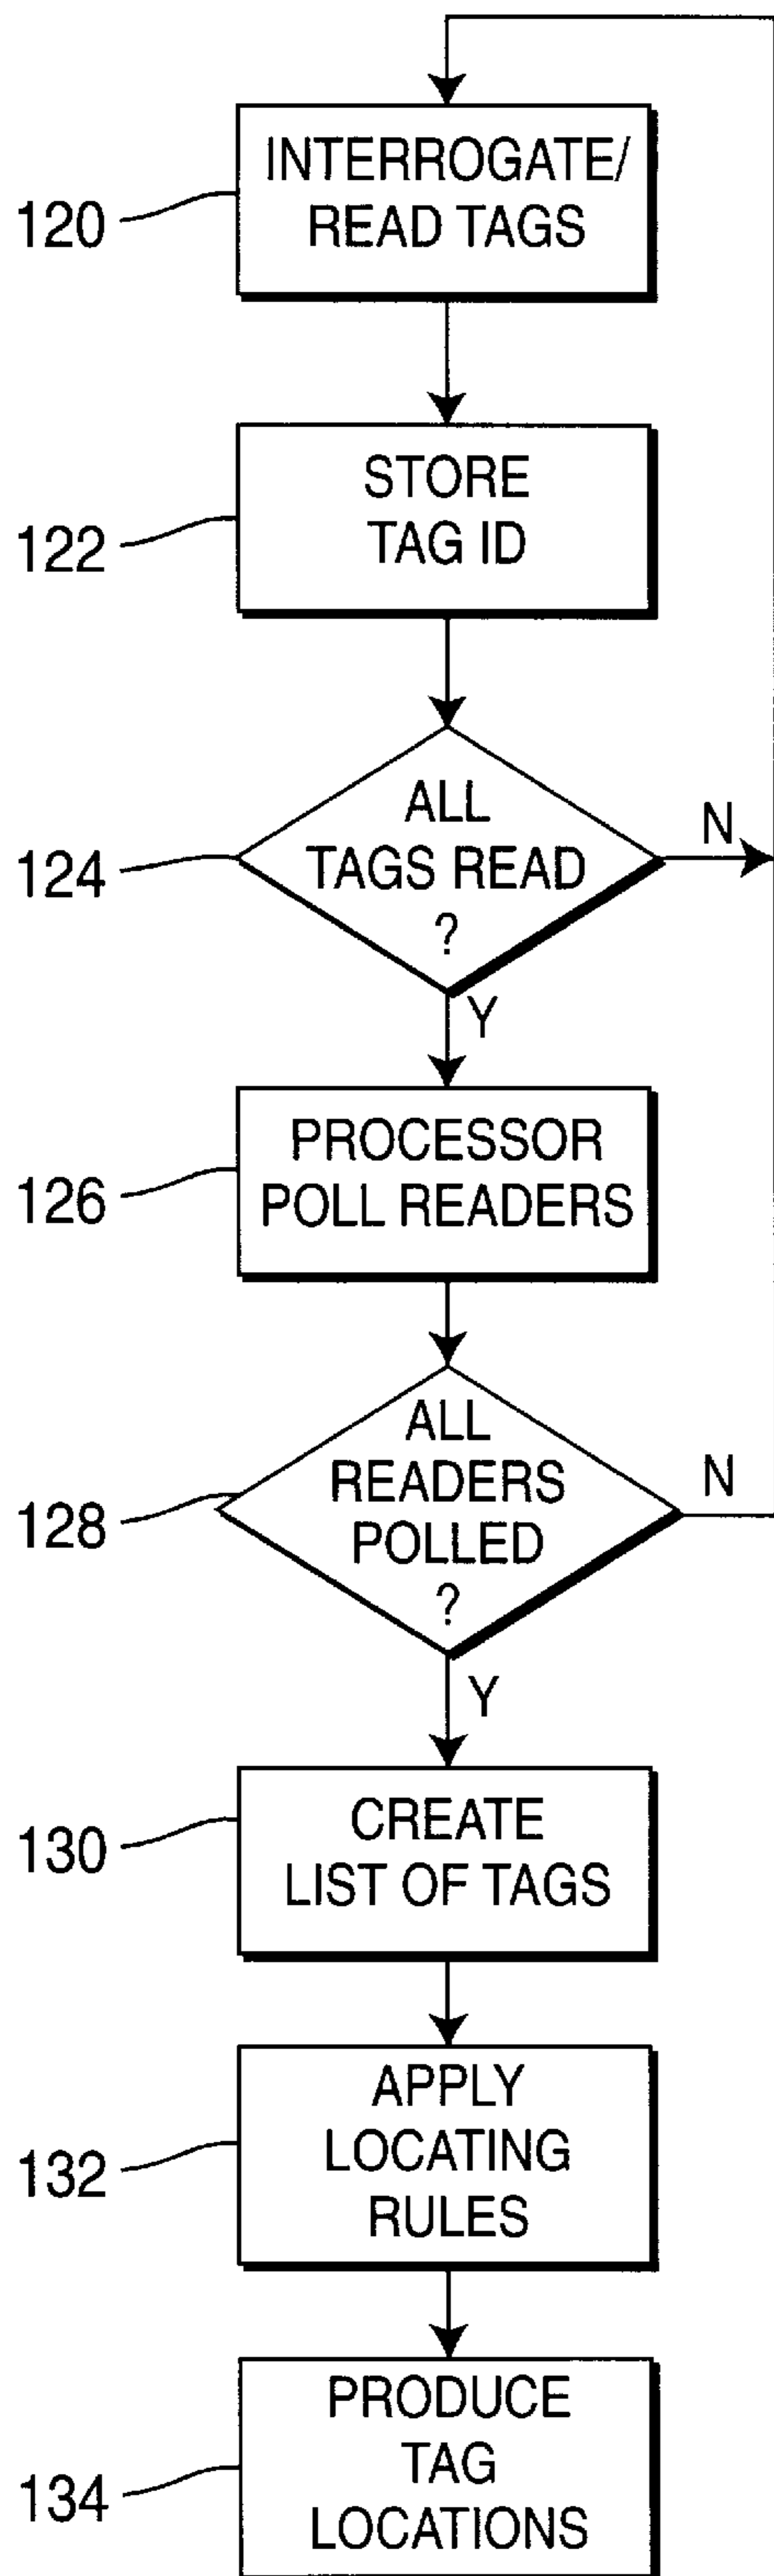 INTERROGATE/
READ TAGS
120
STORE
TAG ID
122
ALL
TAGS READ
?
124
N
Y
PROCESSOR
POLL READERS
126
ALL
READERS
POLLED
?
128
N
Y
CREATE
LIST OF TAGS
130
APPLY
LOCATING
RULES
132
PRODUCE
TAG
LOCATIONS
134